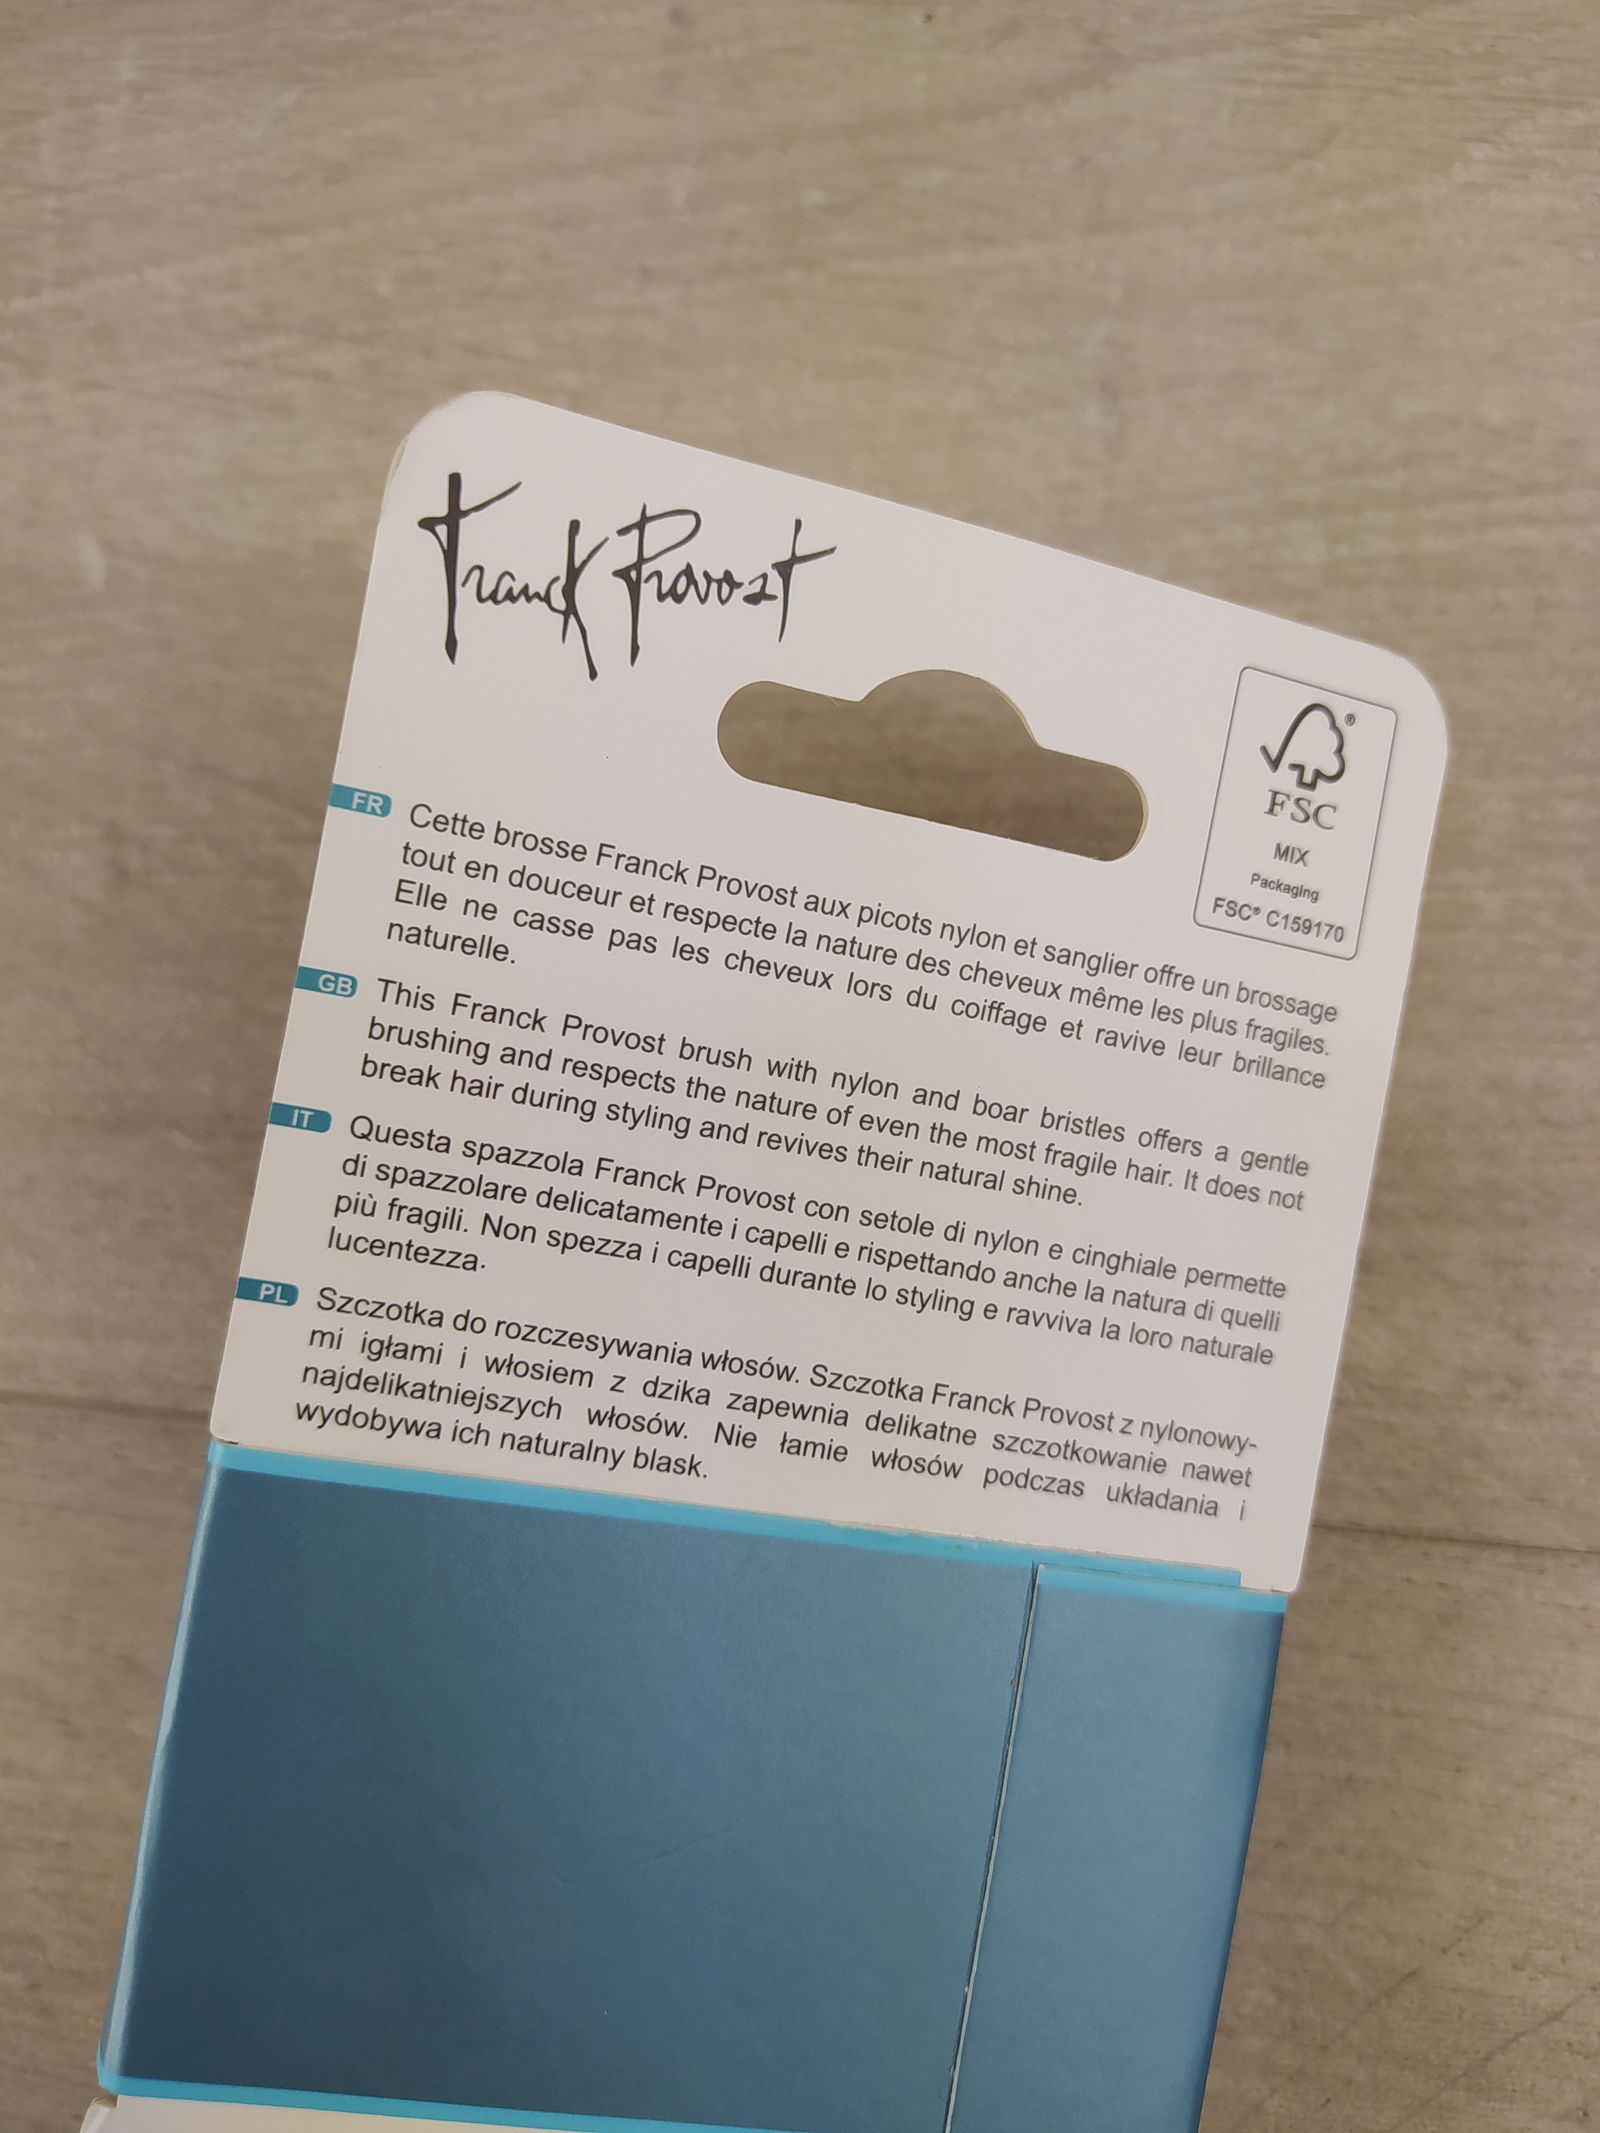 Franck Provost
FSC
MIX
Packaging
FSC® C159170
FR
Cette brosse Franck Provost aux picots nylon et sanglier offre un brossage
tout en douceur et respecte la nature des cheveux même les plus fragiles.
Elle ne casse pas les cheveux lors du coiffage et ravive leur brillance
naturelle.
GB
This Franck Provost brush with nylon and boar bristles offers a gentle
brushing and respects the nature of even the most fragile hair. It does not
break hair during styling and revives their natural shine.
IT
Questa spazzola Franck Provost con setole di nylon e cinghiale permette
di spazzolare delicatamente i capelli e rispettando anche la natura di quelli
più fragili. Non spezza i capelli durante lo styling e ravviva la loro naturale
lucentezza.
PL
Szczotka do rozczesywania włosów. Szczotka Franck Provost z nylonowy-
mi igłami i włosiem z dzika zapewnia delikatne szczotkowanie nawet
najdelikatniejszych włosów. Nie łamie włosów podczas układania i
wydobywa ich naturalny blask.